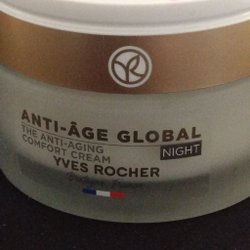 ANTI-ÂGE GLOBAL
THE ANTI-AGING
COMFORT CREAM
NIGHT
YVES ROCHER